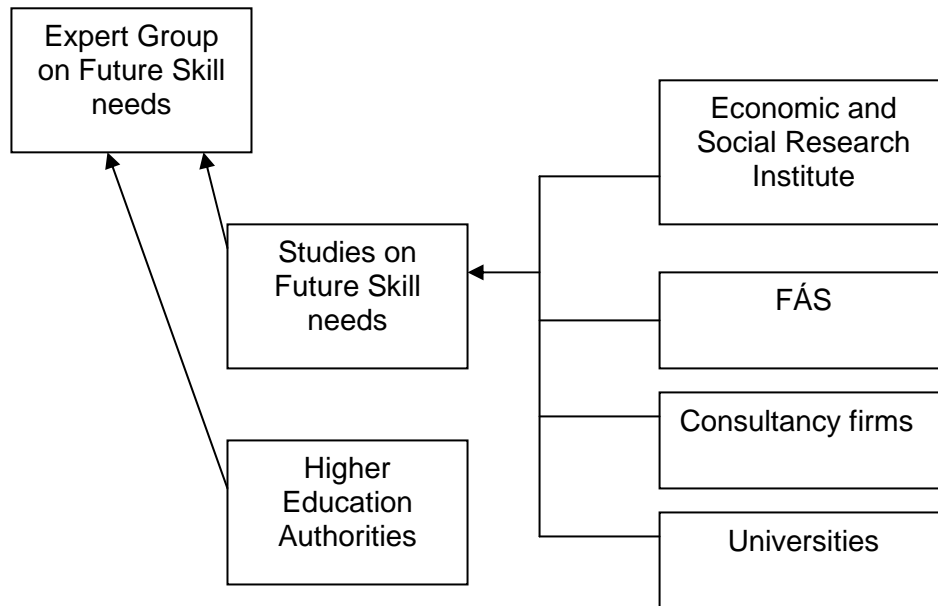 Expert Group
on Future Skill
needs
Economic and
Social Research
Institute
Studies on
Future Skill
needs
FÁS
Consultancy firms
Higher
Education
Authorities
Universities